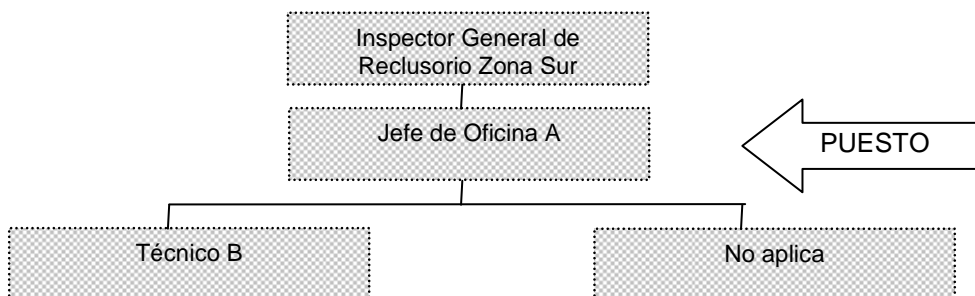 Inspector General de
Reclusorio Zona Sur
Jefe de Oficina A
PUESTO
Técnico B
No aplica